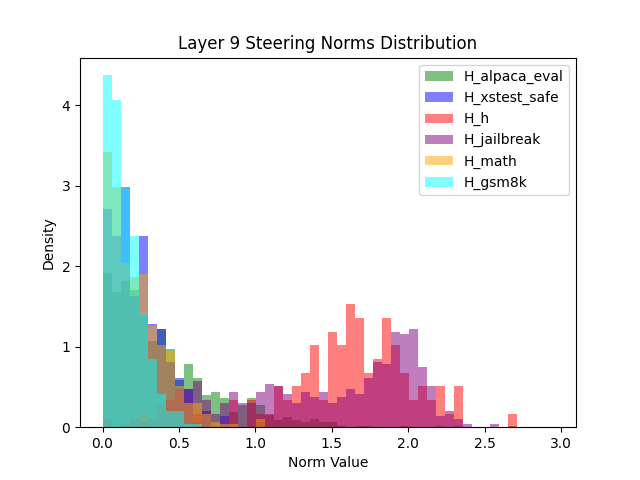 Layer 9 Steering Norms Distribution
H_alpaca_eval
H_xstest_safe
H_h
H_jailbreak
H_math
H_gsm8k
Density
4
3
2
1
0
0.0 0.5 1.0 1.5 2.0 2.5 3.0
Norm Value